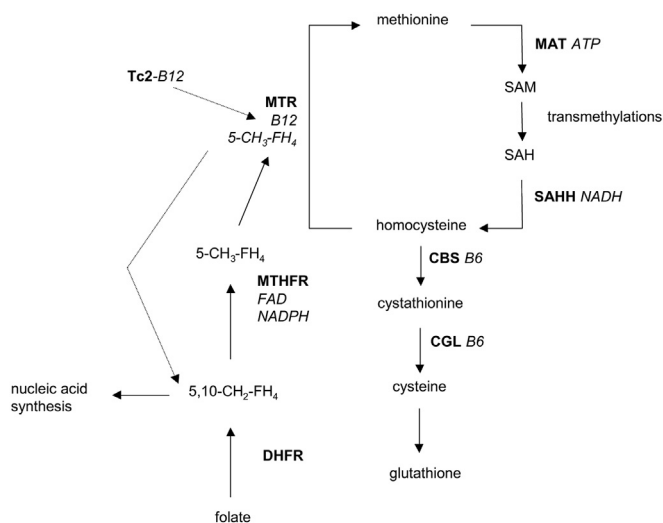 methionine
MAT ATP
Tc2-B12
SAM
MTR
B12
5-CH₃-FH₄
transmethylations
SAH
SAHH NADH
homocysteine
5-CH₃-FH₄
CBS B6
MTHFR
FAD
NADPH
cystathionine
CGL B6
nucleic acid
synthesis
5,10-CH₂-FH₄
cysteine
DHFR
glutathione
folate